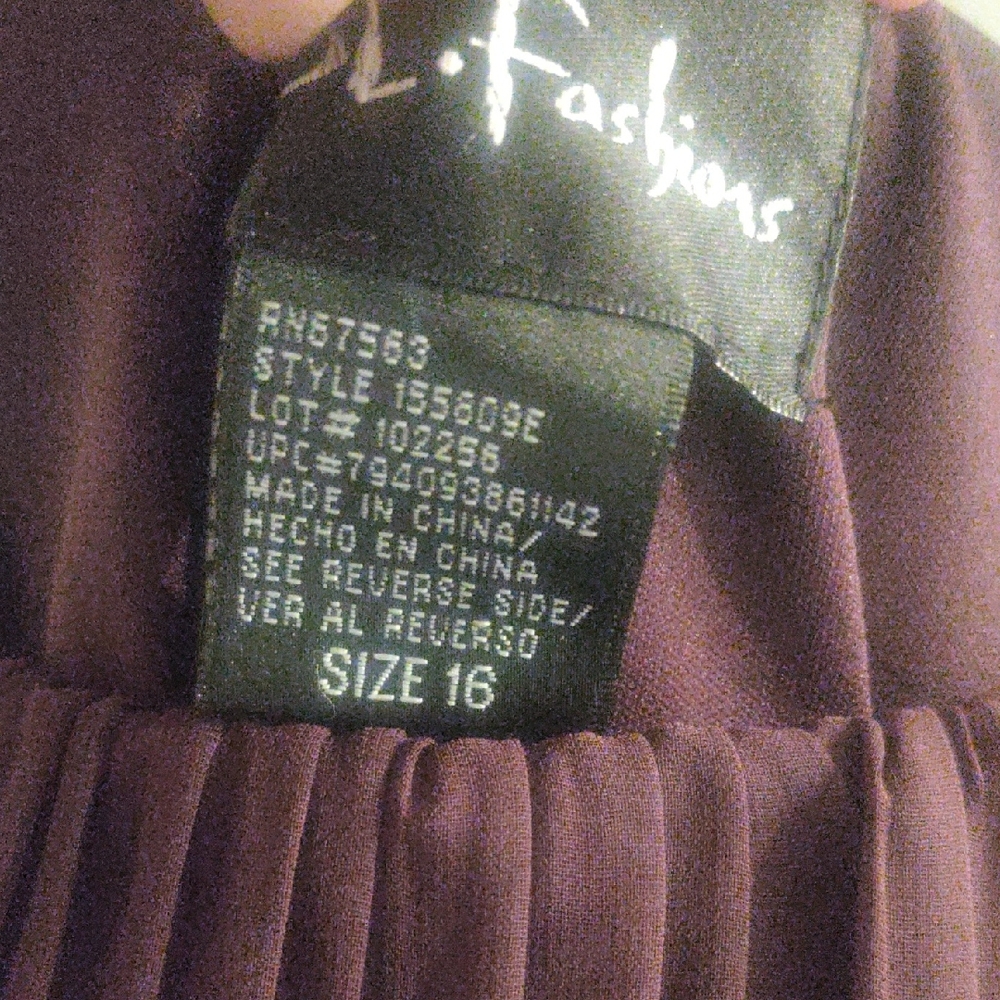 R.Fashions
RN67563
STYLE 155609E
LOT# 102256
UPC#794093861142
MADE IN CHINA/
HECHO EN CHINA
SEE REVERSE SIDE/
VER AL REVERSO
SIZE 16